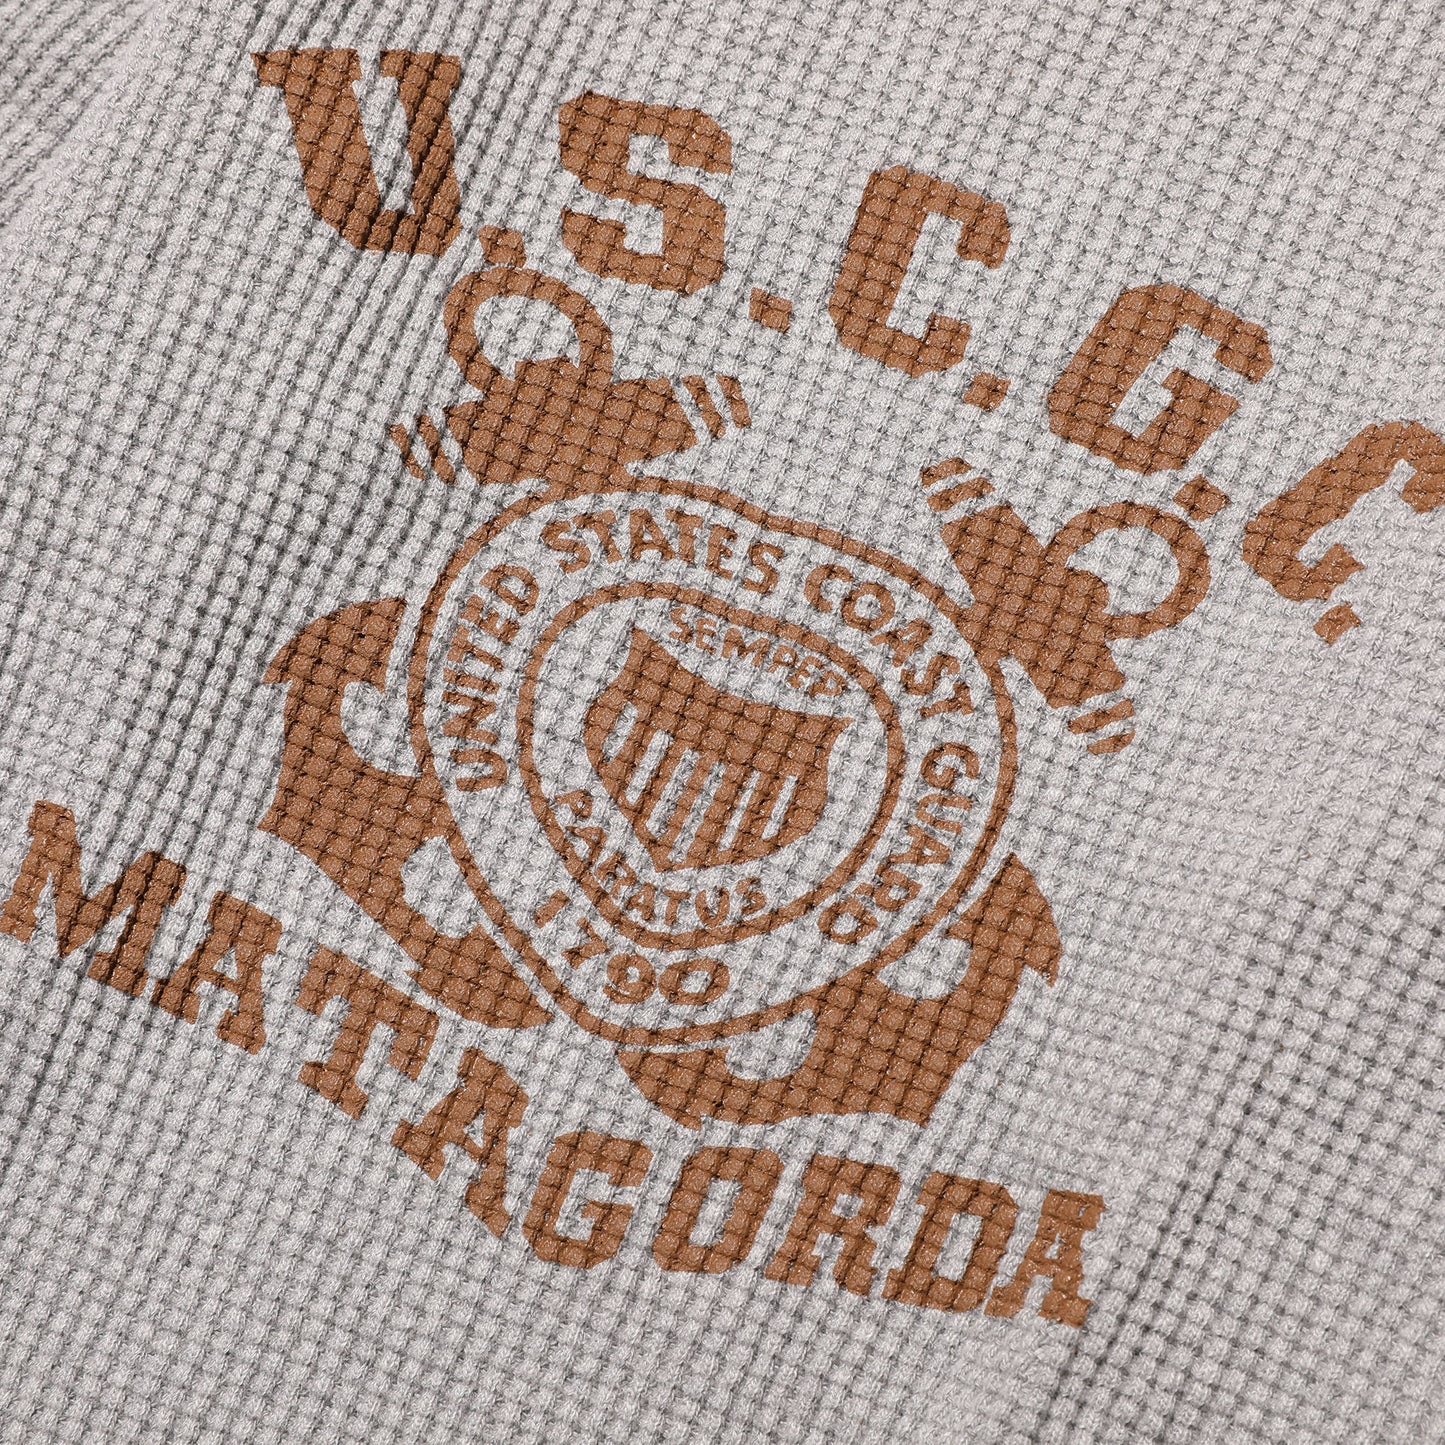 U.S.C.G.C.
UNITED STATES COAST GUARD
SEMPER
PARATUS
1790
MATAGORDA